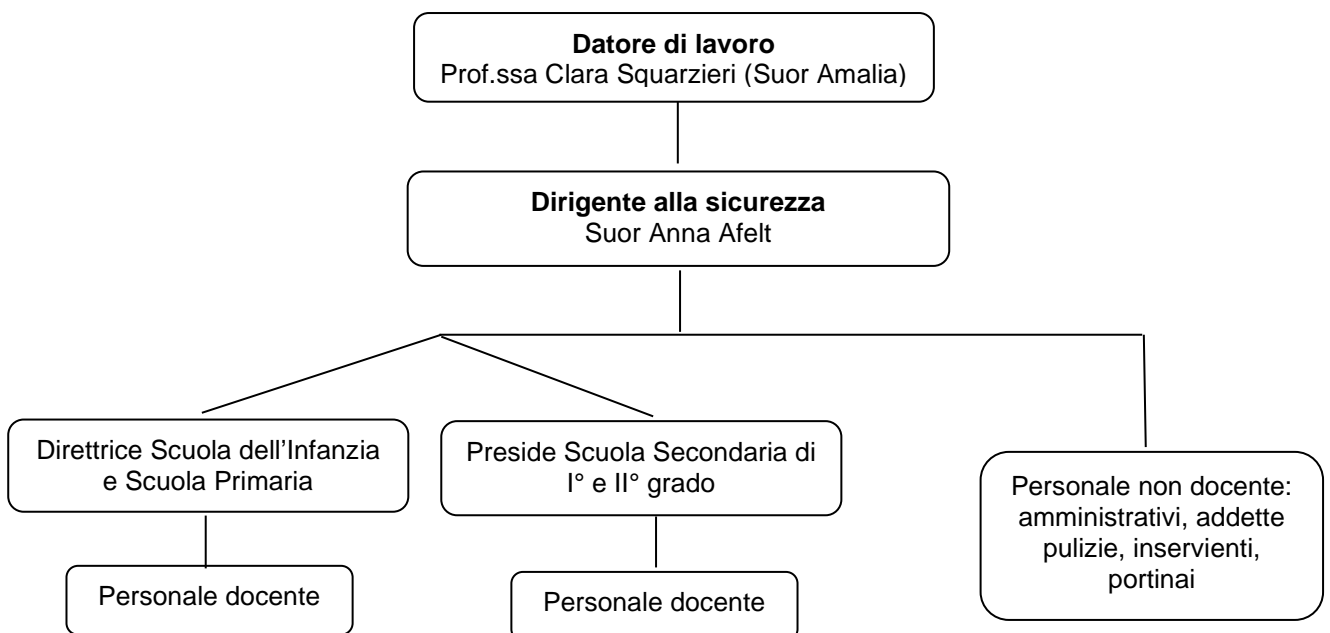 Datore di lavoro
Prof.ssa Clara Squarzieri (Suor Amalia)
Dirigente alla sicurezza
Suor Anna Afelt
Direttrice Scuola dell’Infanzia
e Scuola Primaria
Preside Scuola Secondaria di
I° e II° grado
Personale non docente:
amministrativi, addette
pulizie, inservienti,
portinai
Personale docente
Personale docente